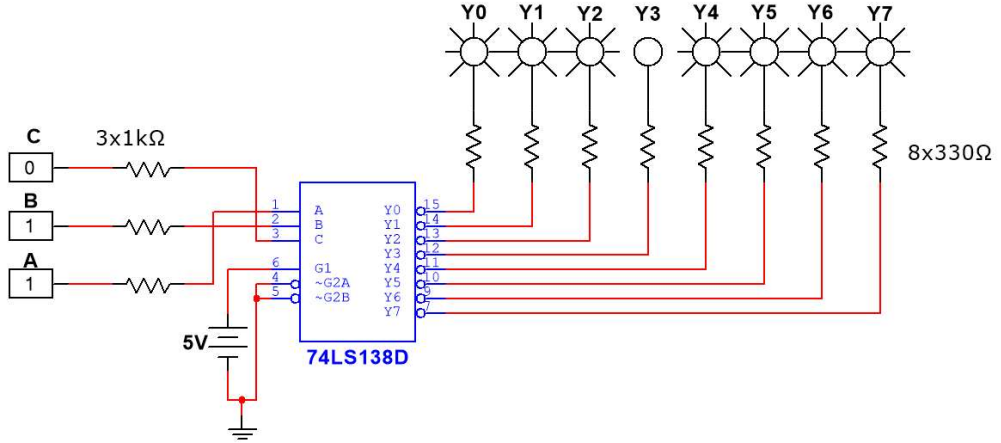 Y0 Y1 Y2 Y3 Y4 Y5 Y6 Y7
C
3x1kΩ
0
8x330Ω
B
1
A
1
1 A Y0 15
2 B Y1 14
3 C Y2 13
Y3 12
6 G1 Y4 11
4 ~G2A Y5 10
5 ~G2B Y6 9
Y7 7
5V
74LS138D